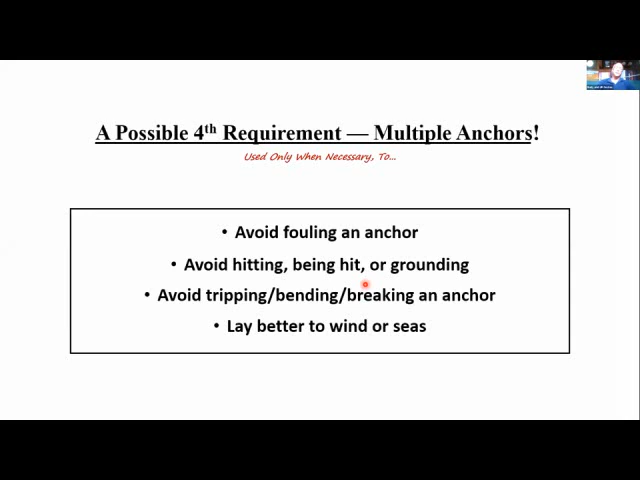 A Possible 4th Requirement — Multiple Anchors!
Used Only When Necessary, To...
• Avoid fouling an anchor
• Avoid hitting, being hit, or grounding
• Avoid tripping/bending/breaking an anchor
• Lay better to wind or seas